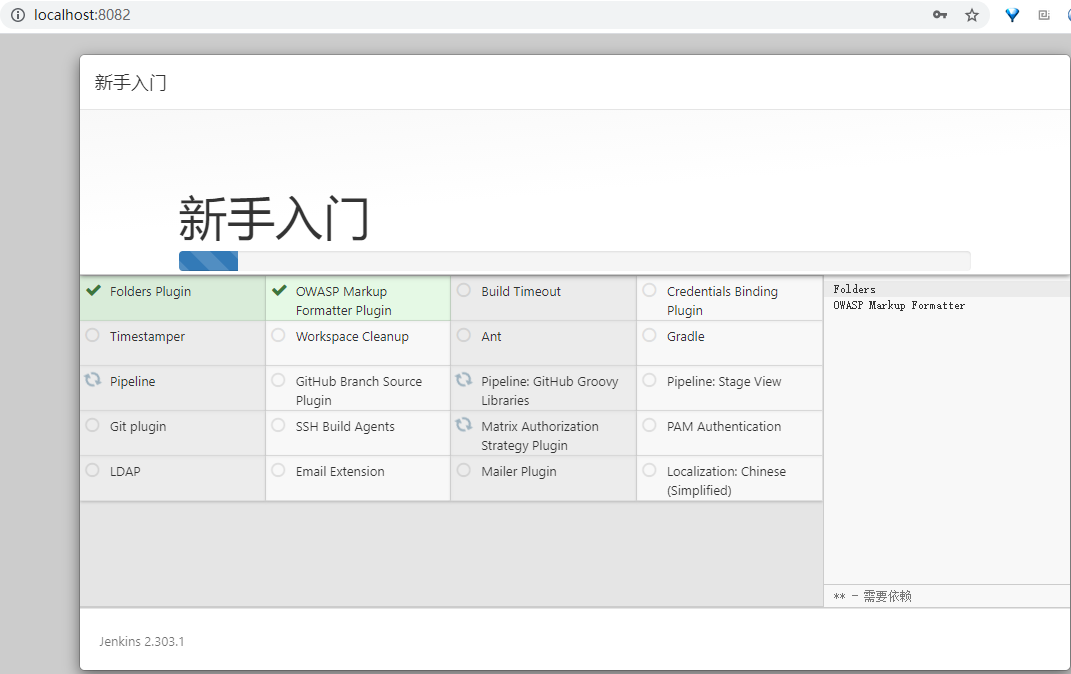 localhost:8082
新手入门
新手入门
Folders Plugin
OWASP Markup
Formatter Plugin
Build Timeout
Credentials Binding
Plugin
Timestamper
Workspace Cleanup
Ant
Gradle
Pipeline
GitHub Branch Source
Plugin
Pipeline: GitHub Groovy
Libraries
Pipeline: Stage View
Git plugin
SSH Build Agents
Matrix Authorization
Strategy Plugin
PAM Authentication
LDAP
Email Extension
Mailer Plugin
Localization: Chinese
(Simplified)
Folders
OWASP Markup Formatter
** - 需要依赖
Jenkins 2.303.1